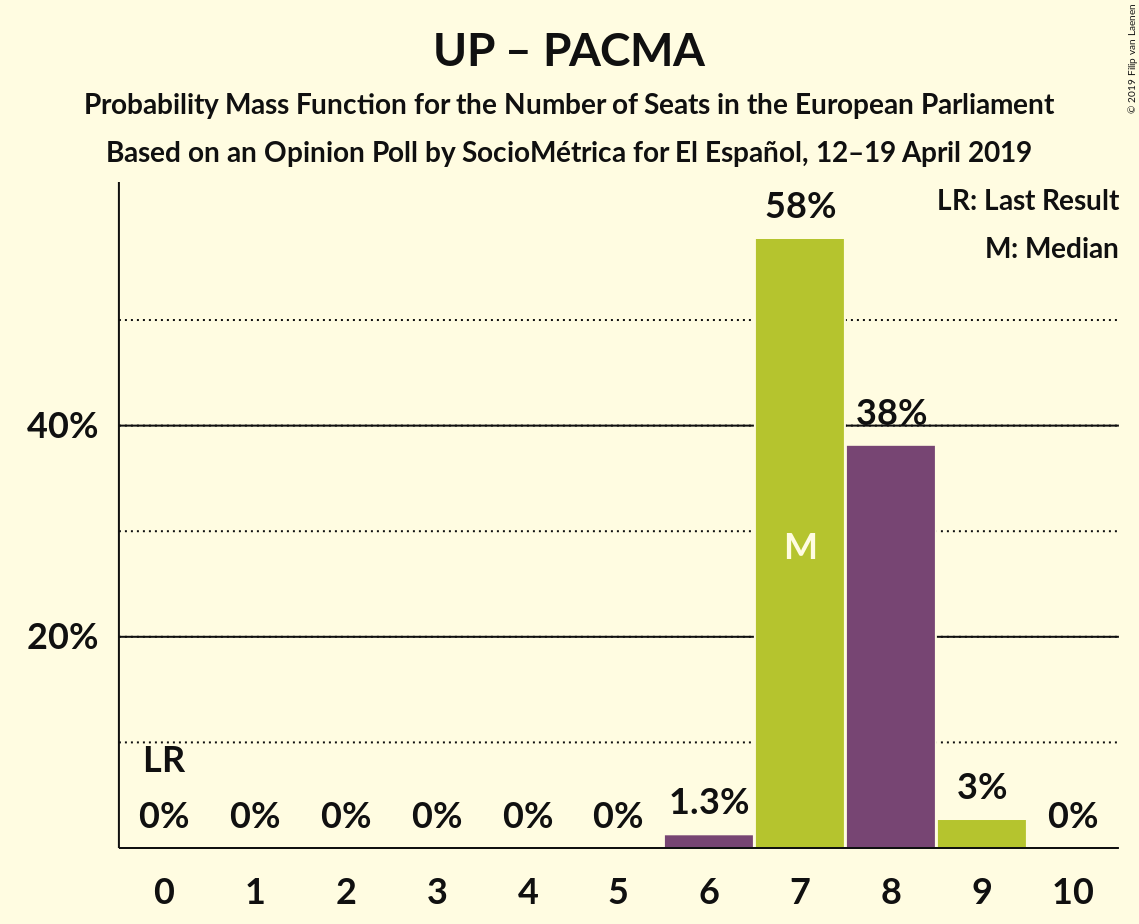 UP – PACMA
Probability Mass Function for the Number of Seats in the European Parliament
Based on an Opinion Poll by SocioMétrica for El Español, 12–19 April 2019
© 2019 Filip van Laenen
LR: Last Result
M: Median
58%
38%
40%
M
20%
LR
0% 0% 0% 0% 0% 0% 1.3% 3% 0%
0 1 2 3 4 5 6 7 8 9 10